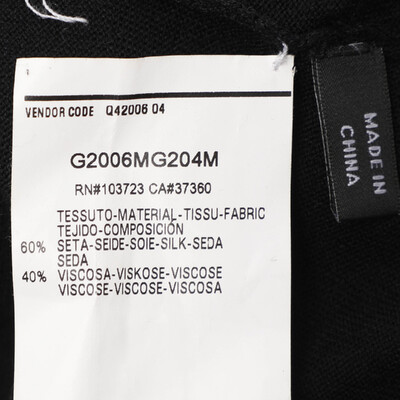 VENDOR CODE Q42006 04
G2006MG204M
RN#103723 CA#37360
TESSUTO-MATERIAL-TISSU-FABRIC
TEJIDO-COMPOSICIÓN
60% SETA-SEIDE-SOIE-SILK-SEDA
SEDA
40% VISCOSA-VISKOSE-VISCOSE
VISCOSE-VISCOSE-VISCOSA
MADE IN
CHINA